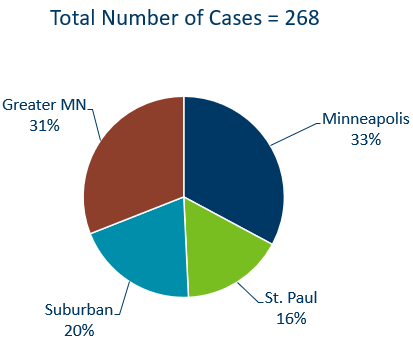 Total Number of Cases = 268
Greater MN
31%
Minneapolis
33%
Suburban
20%
St. Paul
16%